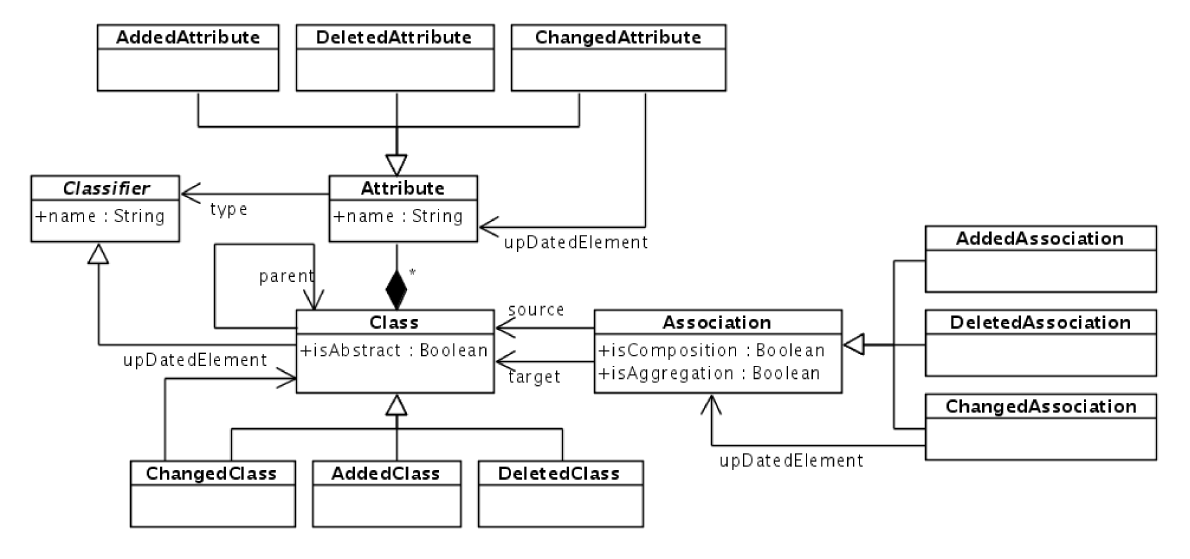 AddedAttribute
DeletedAttribute
ChangedAttribute
Classifier
+name : String
type
Attribute
+name : String
upDatedElement
*
parent
Class
+isAbstract : Boolean
upDatedElement
source
target
Association
+isComposition : Boolean
+isAggregation : Boolean
AddedAssociation
DeletedAssociation
ChangedAssociation
upDatedElement
ChangedClass
AddedClass
DeletedClass